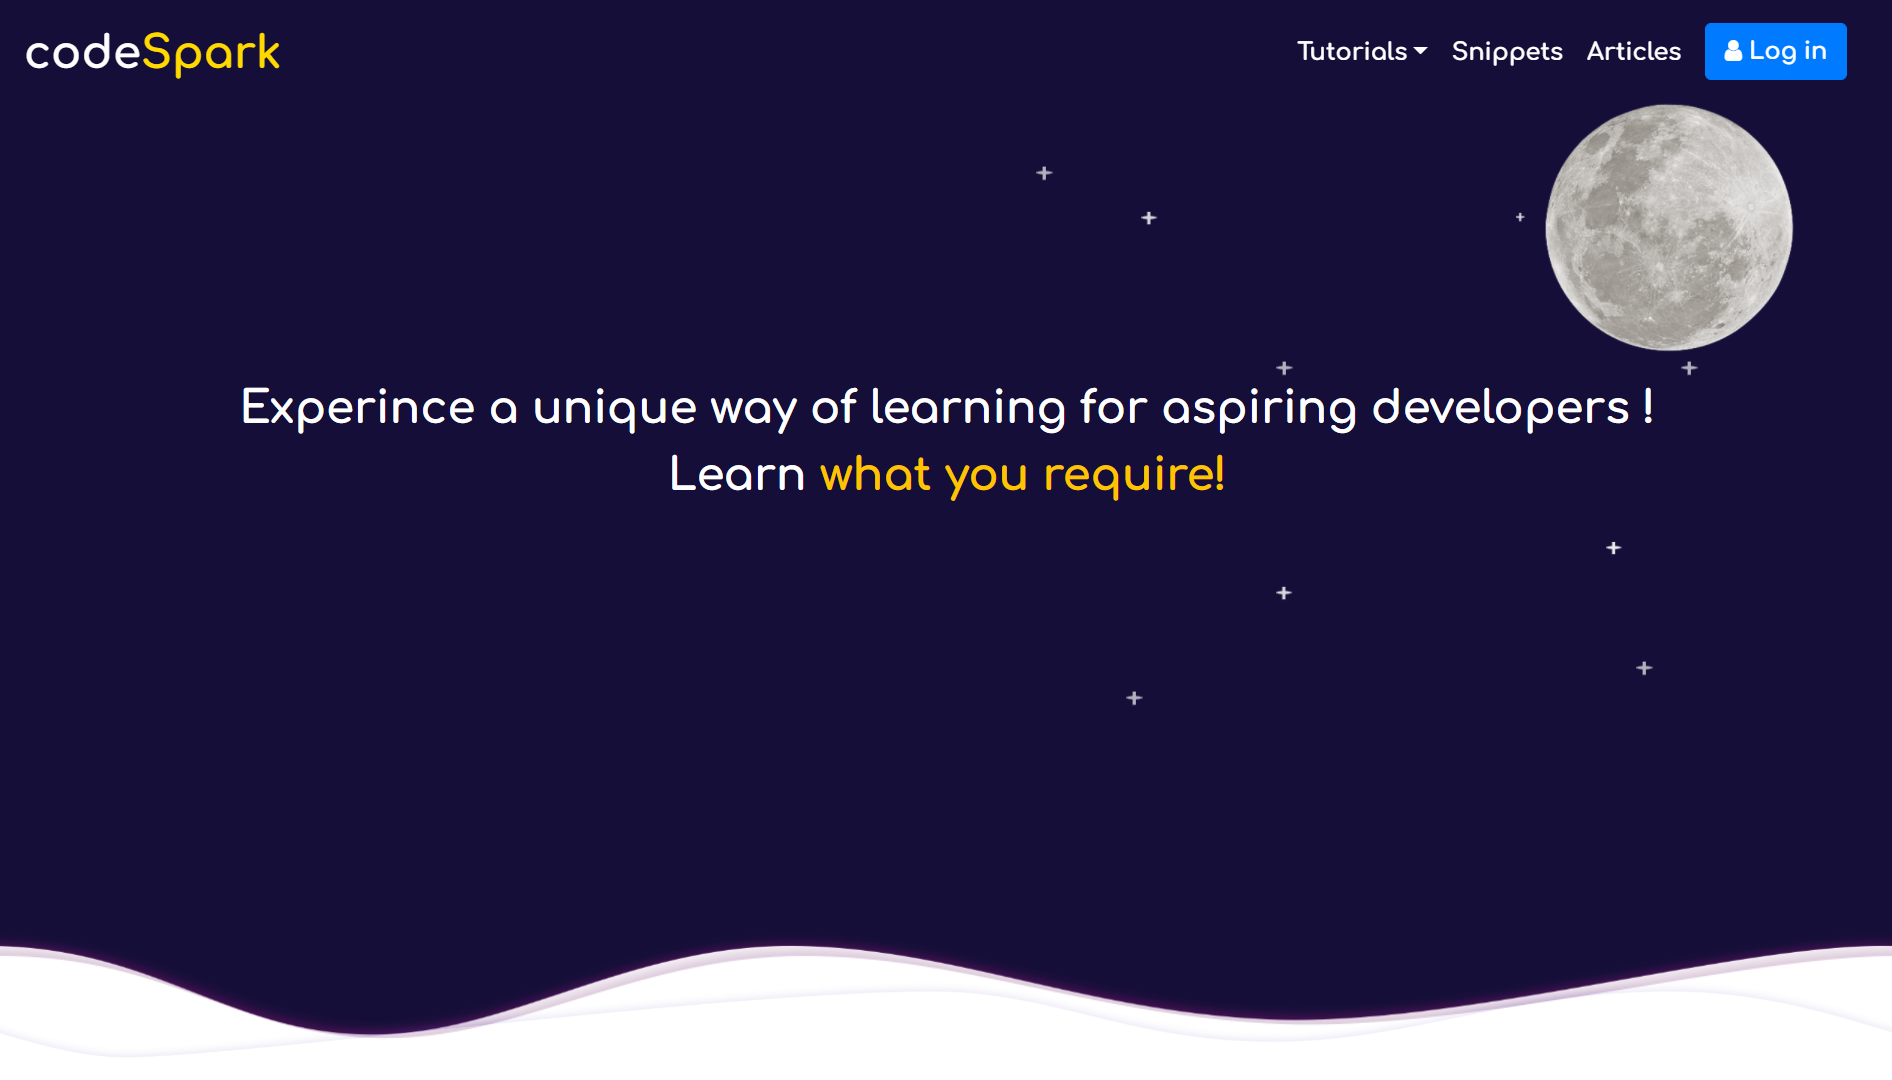 codeSpark
Tutorials Snippets Articles Log in
Experince a unique way of learning for aspiring developers !
Learn what you require!